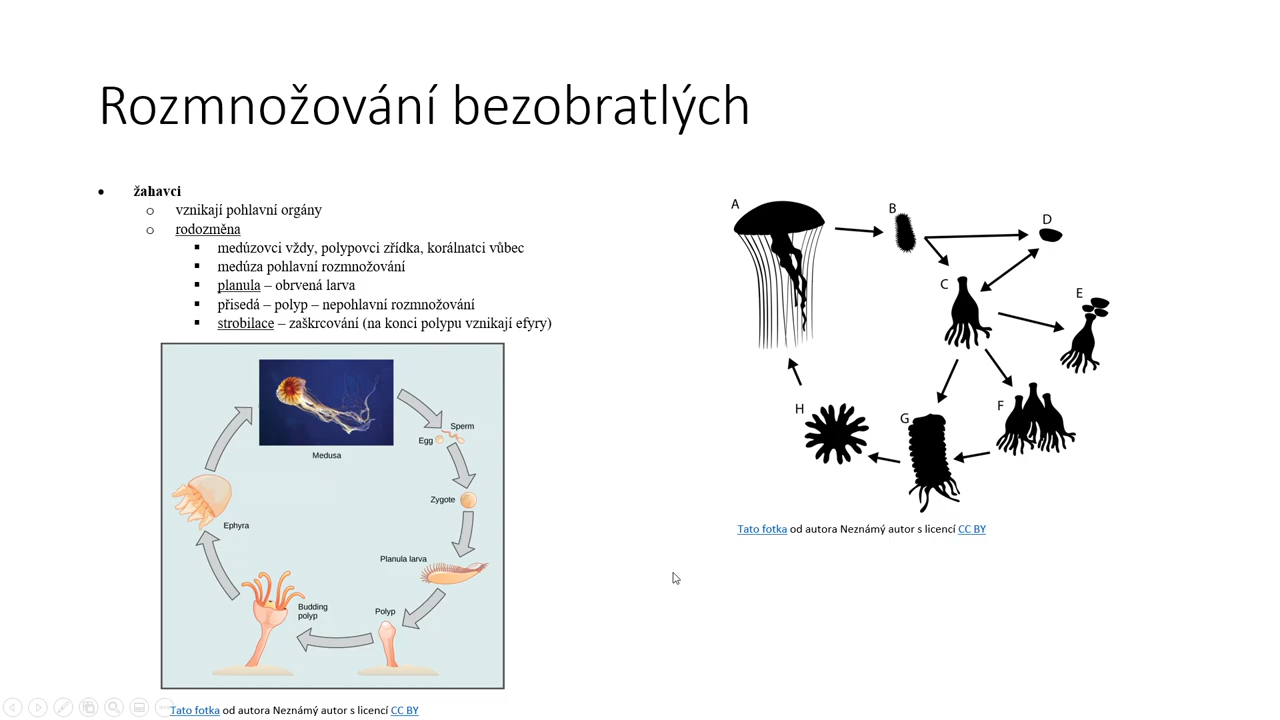 Rozmnožování bezobratlých
• žahavci
o vznikají pohlavní orgány
o rodozměna
▪ medúzovci vždy, polypovci zřídka, korálnatci vůbec
▪ medúza pohlavní rozmnožování
▪ planula – obrvená larva
▪ přisedá – polyp – nepohlavní rozmnožování
▪ strobilace – zaškrcování (na konci polypu vznikají efyry)
Medusa
Sperm
Egg
Zygote
Planula larva
Polyp
Budding
polyp
Ephyra
Tato fotka od autora Neznámý autor s licencí CC BY
A
B
D
C
E
F
G
H
Tato fotka od autora Neznámý autor s licencí CC BY